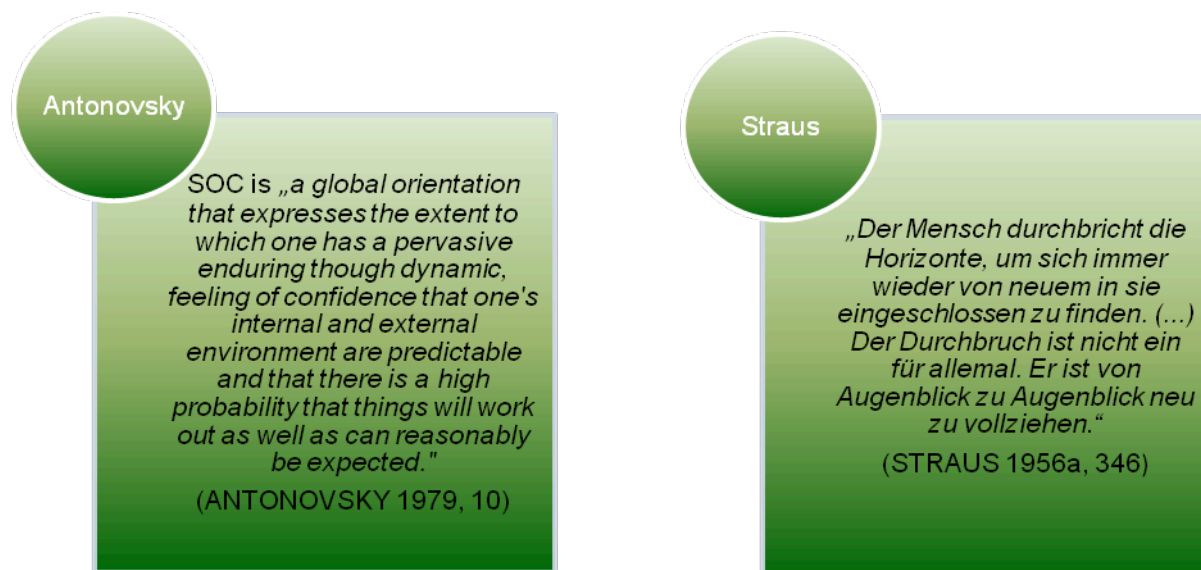 Antonovsky
SOC is „a global orientation
that expresses the extent to
which one has a pervasive
enduring though dynamic,
feeling of confidence that one's
internal and external
environment are predictable
and that there is a high
probability that things will work
out as well as can reasonably
be expected."
(ANTONOVSKY 1979, 10)
Straus
„Der Mensch durchbricht die
Horizonte, um sich immer
wieder von neuem in sie
eingeschlossen zu finden. (...)
Der Durchbruch ist nicht ein
für allemal. Er ist von
Augenblick zu Augenblick neu
zu vollziehen.“
(STRAUS 1956a, 346)